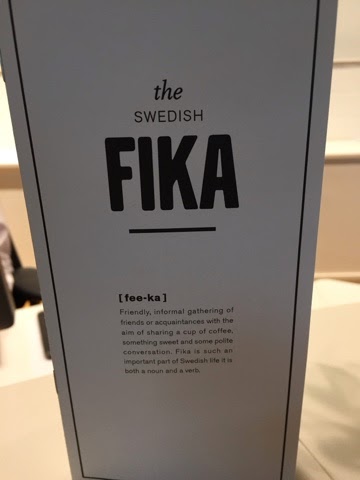 the
SWEDISH
FIKA
[fee-ka]
Friendly, informal gathering of
friends or acquaintances with the
aim of sharing a cup of coffee,
something sweet and some polite
conversation. Fika is such an
important part of Swedish life it is
both a noun and a verb.